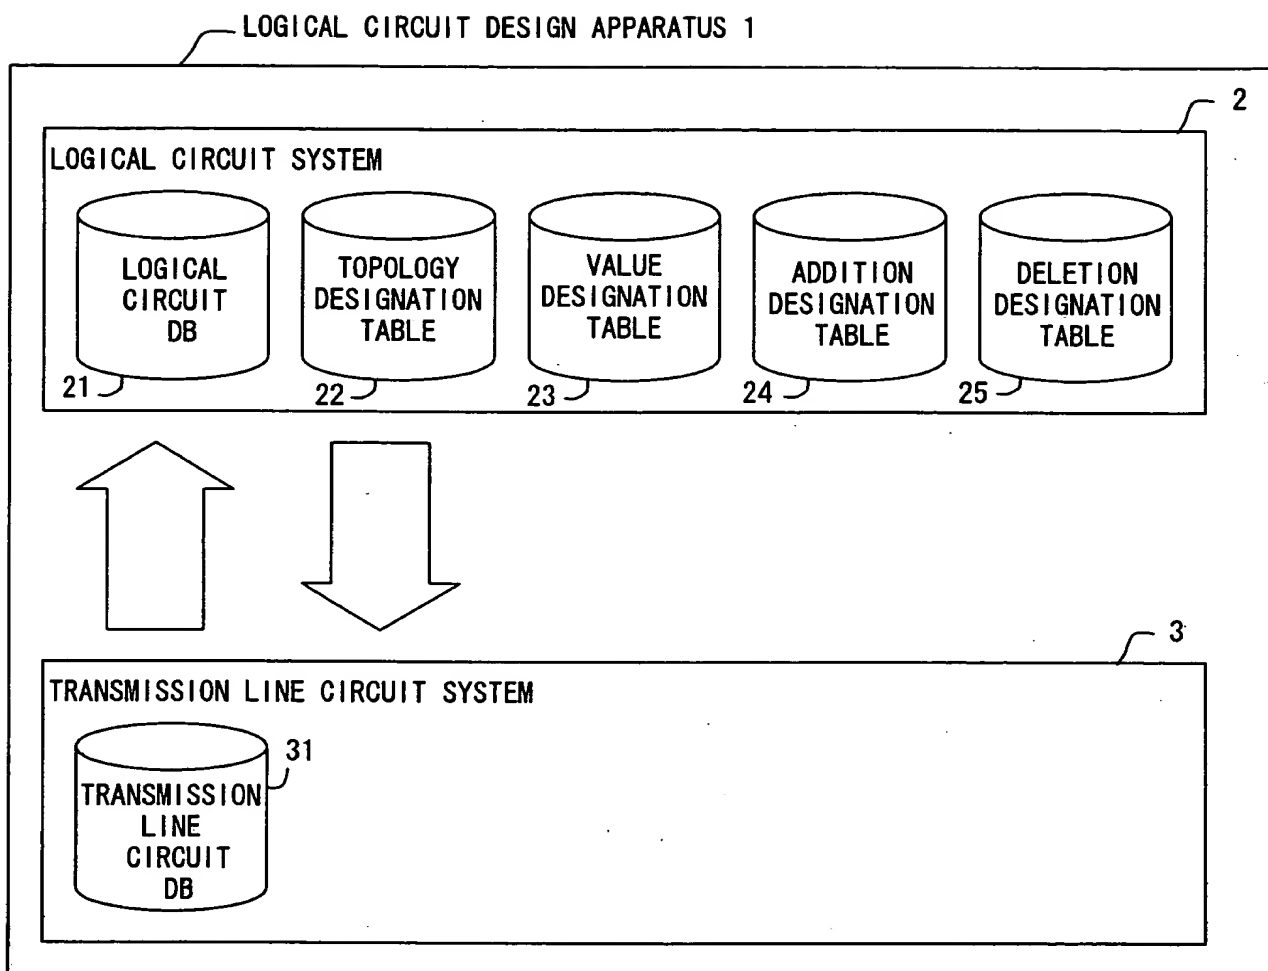 LOGICAL CIRCUIT DESIGN APPARATUS 1
2
LOGICAL CIRCUIT SYSTEM
LOGICAL
CIRCUIT
DB
21
TOPOLOGY
DESIGNATION
TABLE
22
VALUE
DESIGNATION
TABLE
23
ADDITION
DESIGNATION
TABLE
24
DELETION
DESIGNATION
TABLE
25
3
TRANSMISSION LINE CIRCUIT SYSTEM
31
TRANSMISSION
LINE
CIRCUIT
DB